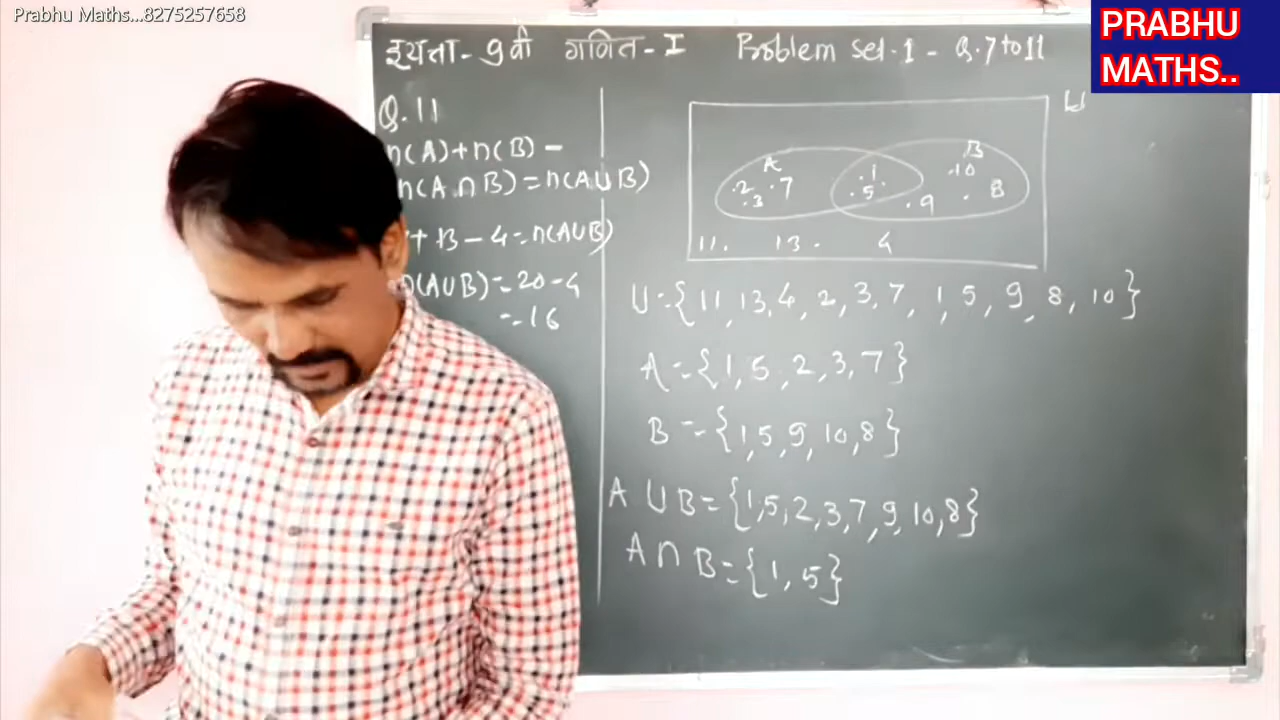 Prabhu Maths...8275257658
PRABHU
MATHS..
इयत्ता - 9 वी गणित - I Problem set - 1 - Q. 7 to 11
Q. 11
n(A) + n(B) -
n(A ∩ B) = n(A ∪ B)
+ 13 - 4 = n(A ∪ B)
n(A ∪ B) = 20 - 4
= 16
U
A B
.2 .3 .7 .1 .5 .9 .10 . 8
11. 13. 4
U = {11, 13, 4, 2, 3, 7, 1, 5, 9, 8, 10}
A = {1, 5, 2, 3, 7}
B = {1, 5, 9, 10, 8}
A ∪ B = {1, 5, 2, 3, 7, 9, 10, 8}
A ∩ B = {1, 5}